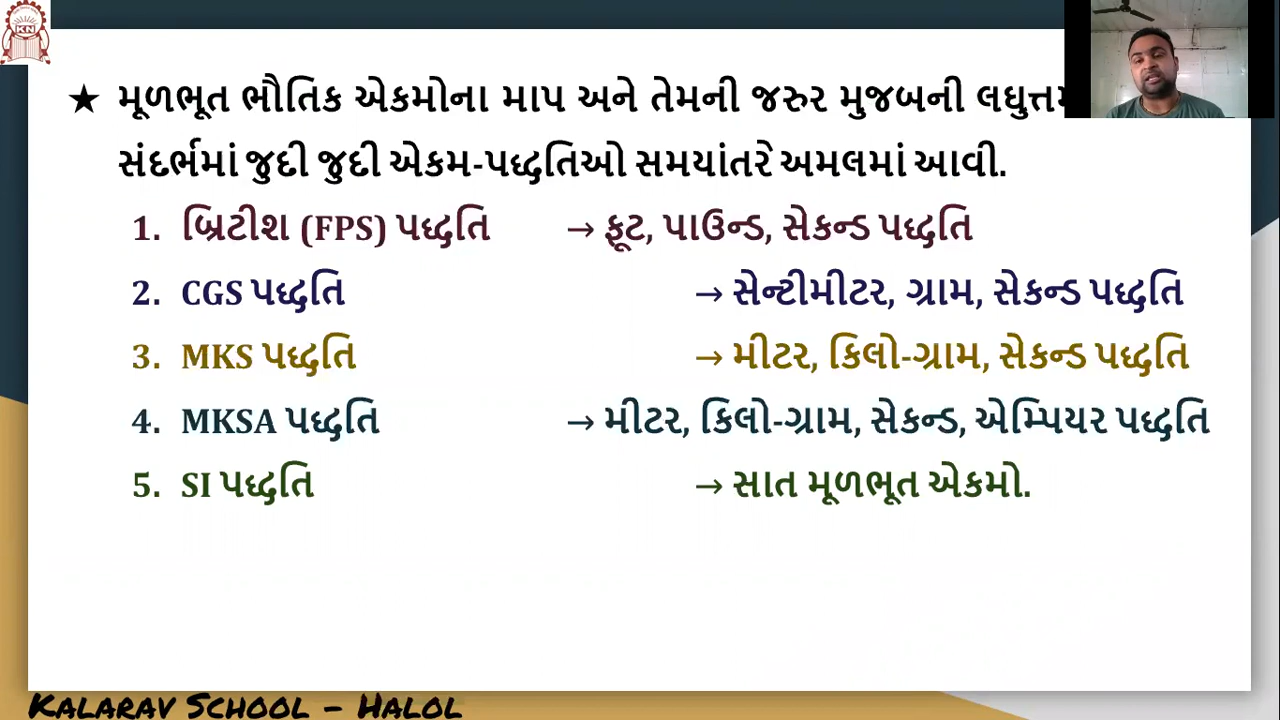 KN
★ મૂળભૂત ભૌતિક એકમોના માપ અને તેમની જરુર મુજબની
સંદર્ભમાં જુદી જુદી એકમ-પદ્ધતિઓ સમયાંતરે અમલમાં આવી.
1. બ્રિટીશ (FPS) પદ્ધતિ → ફૂટ, પાઉન્ડ, સેકન્ડ પદ્ધતિ
2. CGS પદ્ધતિ → સેન્ટીમીટર, ગ્રામ, સેકન્ડ પદ્ધતિ
3. MKS પદ્ધતિ → મીટર, કિલો-ગ્રામ, સેકન્ડ પદ્ધતિ
4. MKSA પદ્ધતિ → મીટર, કિલો-ગ્રામ, સેકન્ડ, એમ્પિયર પદ્ધતિ
5. SI પદ્ધતિ → સાત મૂળભૂત એકમો.
KALARAV SCHOOL - HALOL